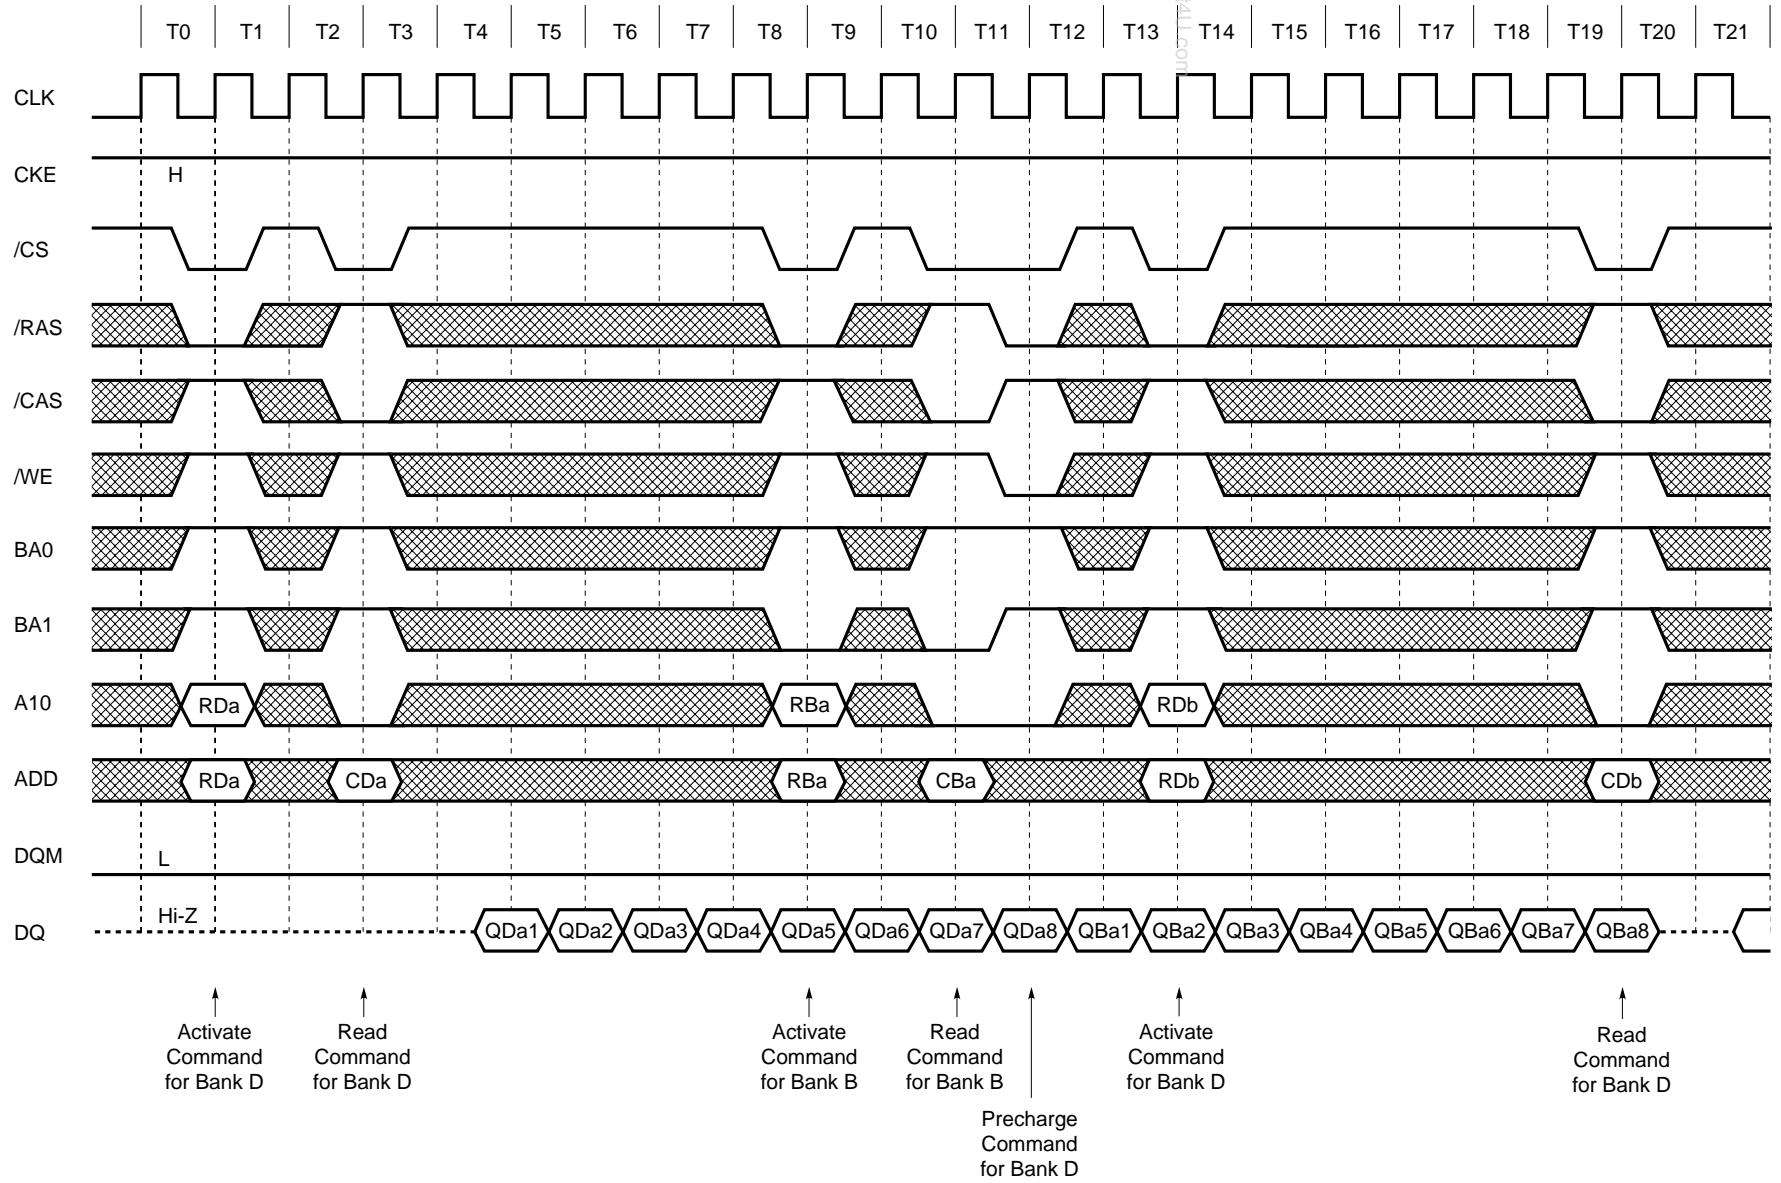 T0 T1 T2 T3 T4 T5 T6 T7 T8 T9 T10 T11 T12 T13 T14 T15 T16 T17 T18 T19 T20 T21
CLK
CKE H
/CS
/RAS
/CAS
/WE
BA0
BA1
A10 RDa RBa RDb
ADD RDa CDa RBa CBa RDb CDb
DQM L
Hi-Z
DQ QDa1 QDa2 QDa3 QDa4 QDa5 QDa6 QDa7 QDa8 QBa1 QBa2 QBa3 QBa4 QBa5 QBa6 QBa7 QBa8
Activate
Command
for Bank D
Read
Command
for Bank D
Activate
Command
for Bank B
Read
Command
for Bank B
Precharge
Command
for Bank D
Activate
Command
for Bank D
Read
Command
for Bank D